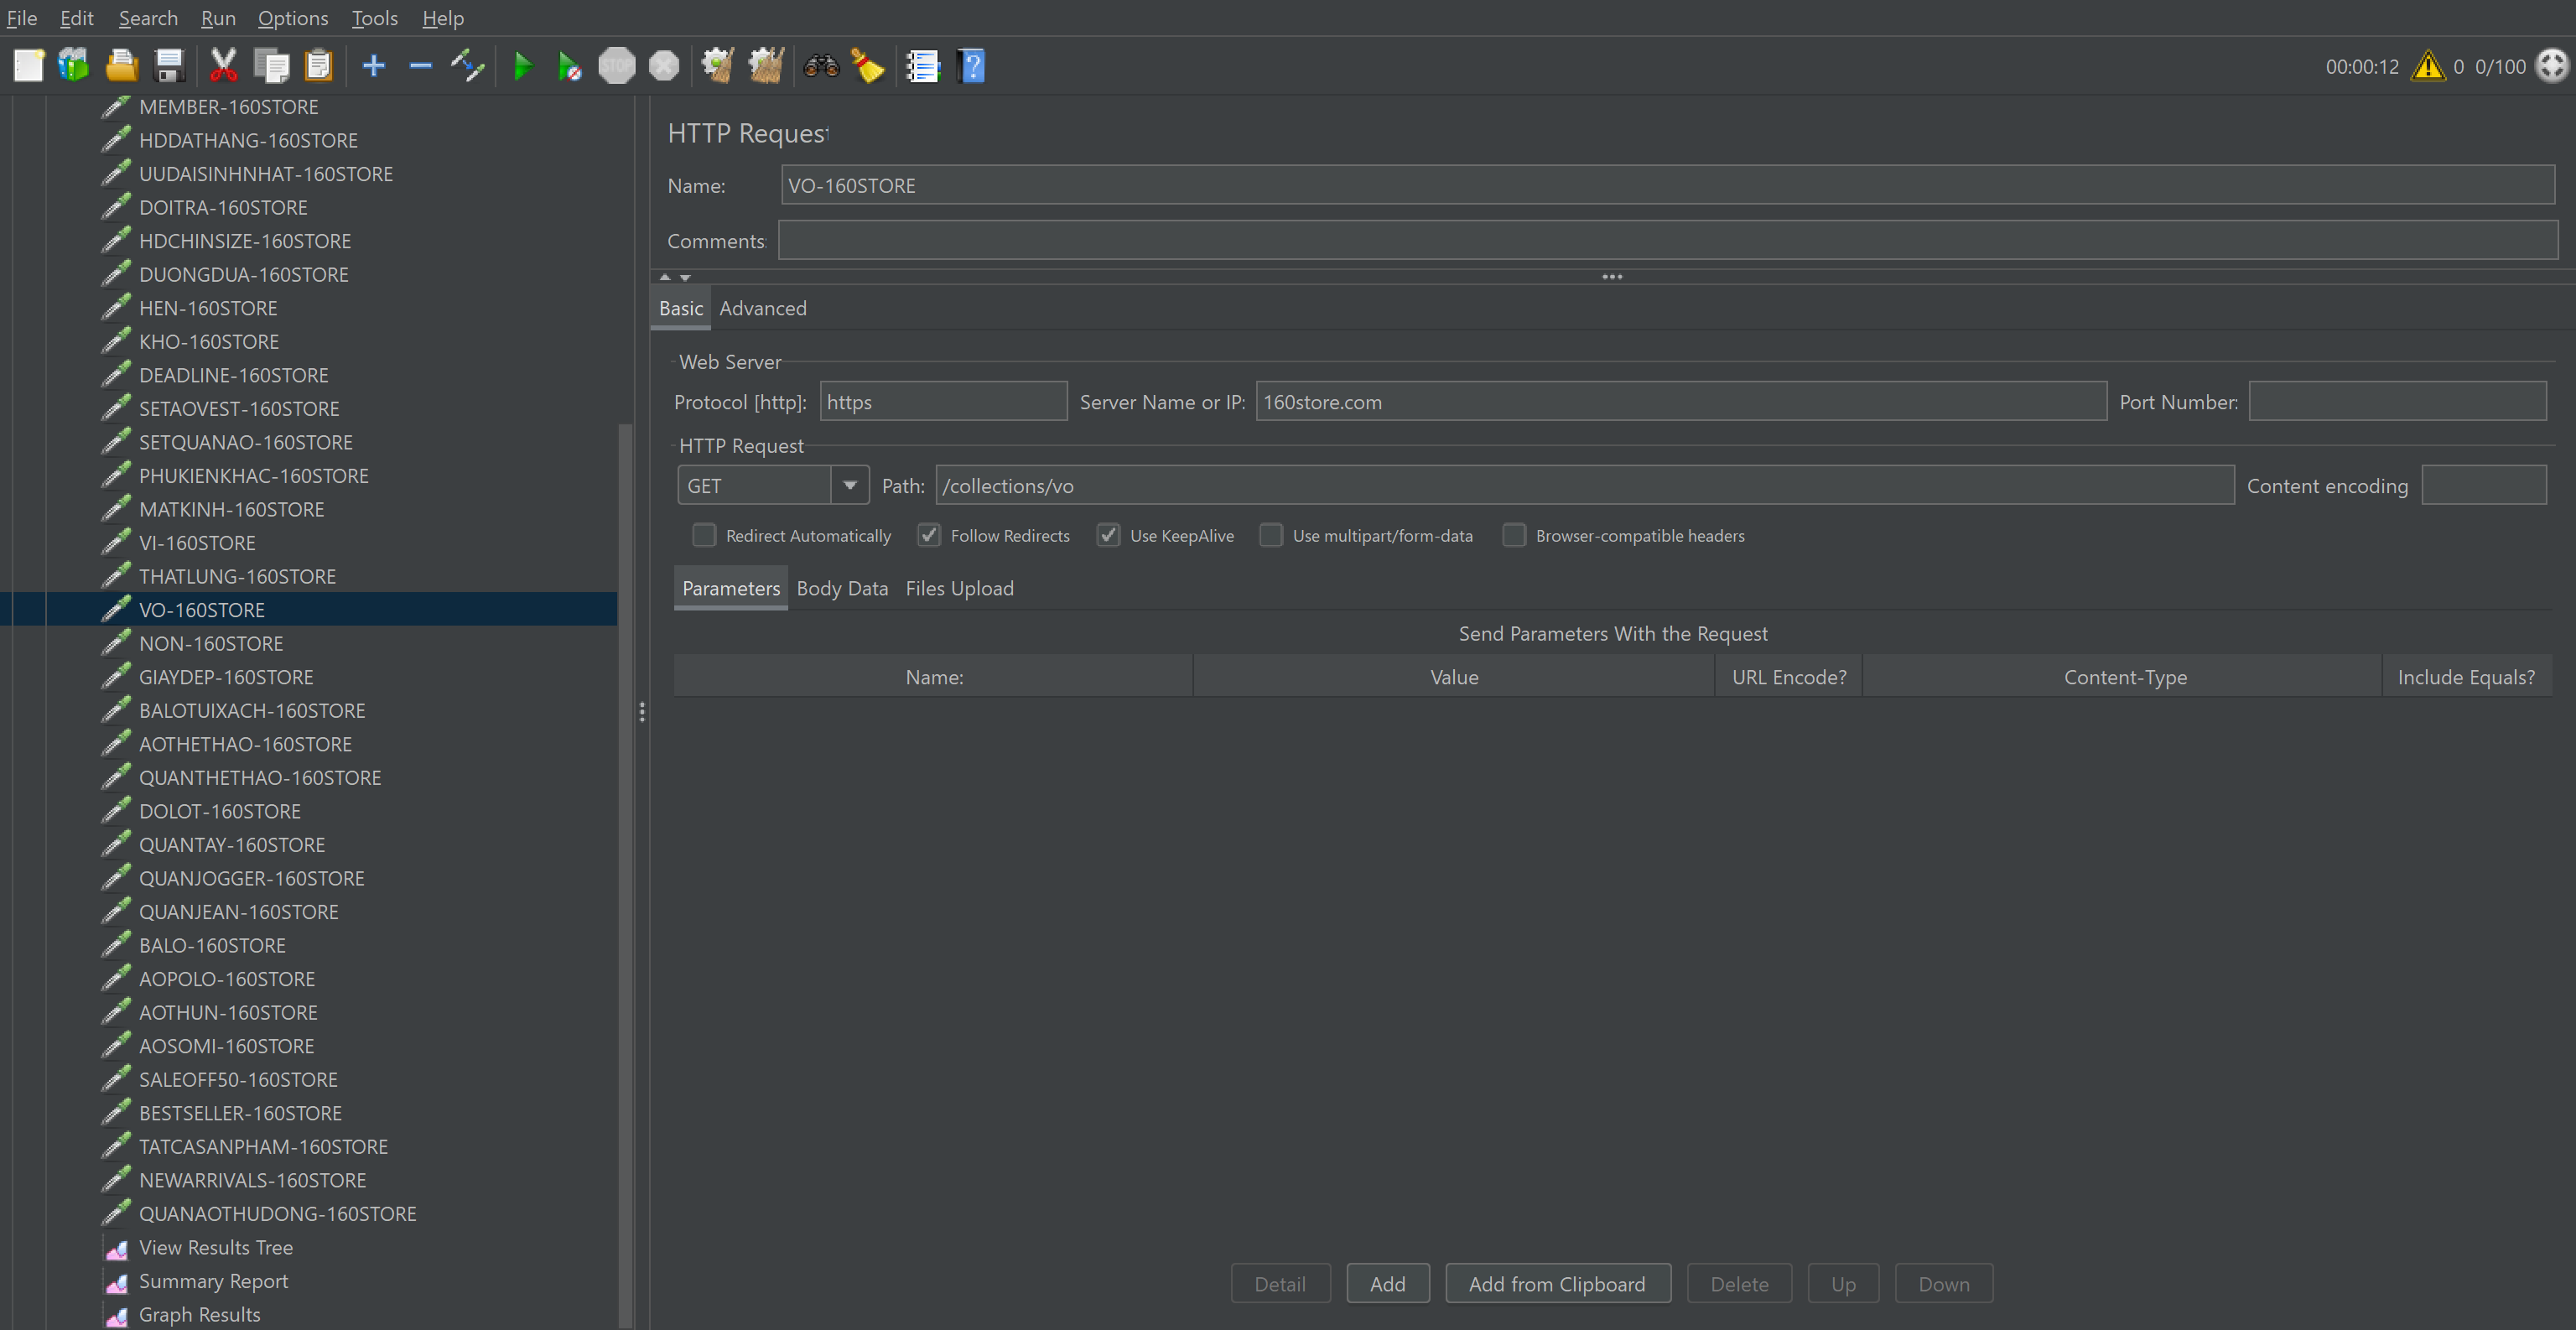 File Edit Search Run Options Tools Help
STOP
?
00:00:12 0 0/100
MEMBER-160STORE
HDDATHANG-160STORE
UUDAISINHNHAT-160STORE
DOITRA-160STORE
HDCHINSIZE-160STORE
DUONGDUA-160STORE
HEN-160STORE
KHO-160STORE
DEADLINE-160STORE
SETAOVEST-160STORE
SETQUANAO-160STORE
PHUKIENKHAC-160STORE
MATKINH-160STORE
VI-160STORE
THATLUNG-160STORE
VO-160STORE
NON-160STORE
GIAYDEP-160STORE
BALOTUIXACH-160STORE
AOTHETHAO-160STORE
QUANTHETHAO-160STORE
DOLOT-160STORE
QUANTAY-160STORE
QUANJOGGER-160STORE
QUANJEAN-160STORE
BALO-160STORE
AOPOLO-160STORE
AOTHUN-160STORE
AOSOMI-160STORE
SALEOFF50-160STORE
BESTSELLER-160STORE
TATCASANPHAM-160STORE
NEWARRIVALS-160STORE
QUANAOTHUDONG-160STORE
View Results Tree
Summary Report
Graph Results
HTTP Request
Name: VO-160STORE
Comments:
Basic Advanced
Web Server
Protocol [http]: https Server Name or IP: 160store.com Port Number:
HTTP Request
GET Path: /collections/vo Content encoding
Redirect Automatically Follow Redirects Use KeepAlive Use multipart/form-data Browser-compatible headers
Parameters Body Data Files Upload
Send Parameters With the Request
Name: Value URL Encode? Content-Type Include Equals?
Detail Add Add from Clipboard Delete Up Down